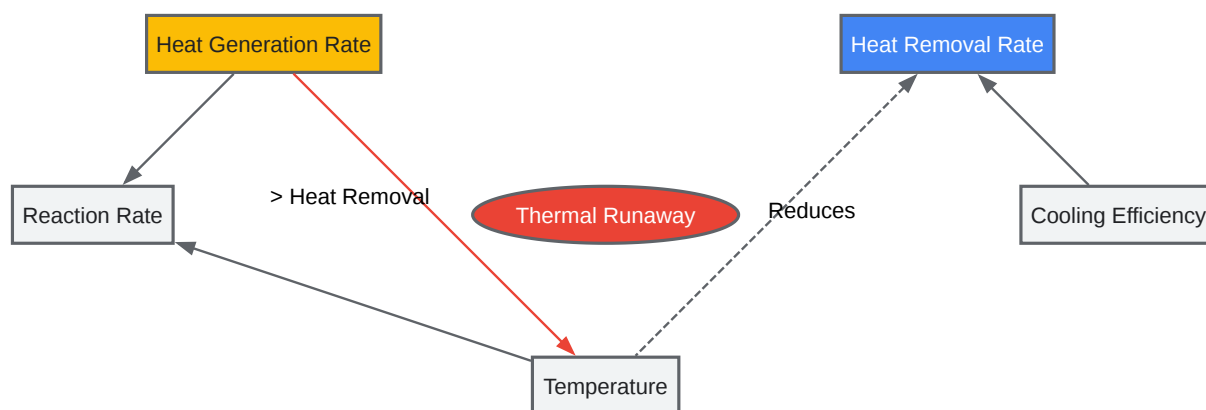 Heat Generation Rate
Heat Removal Rate
Reaction Rate
> Heat Removal
Thermal Runaway
Reduces
Cooling Efficiency
Temperature